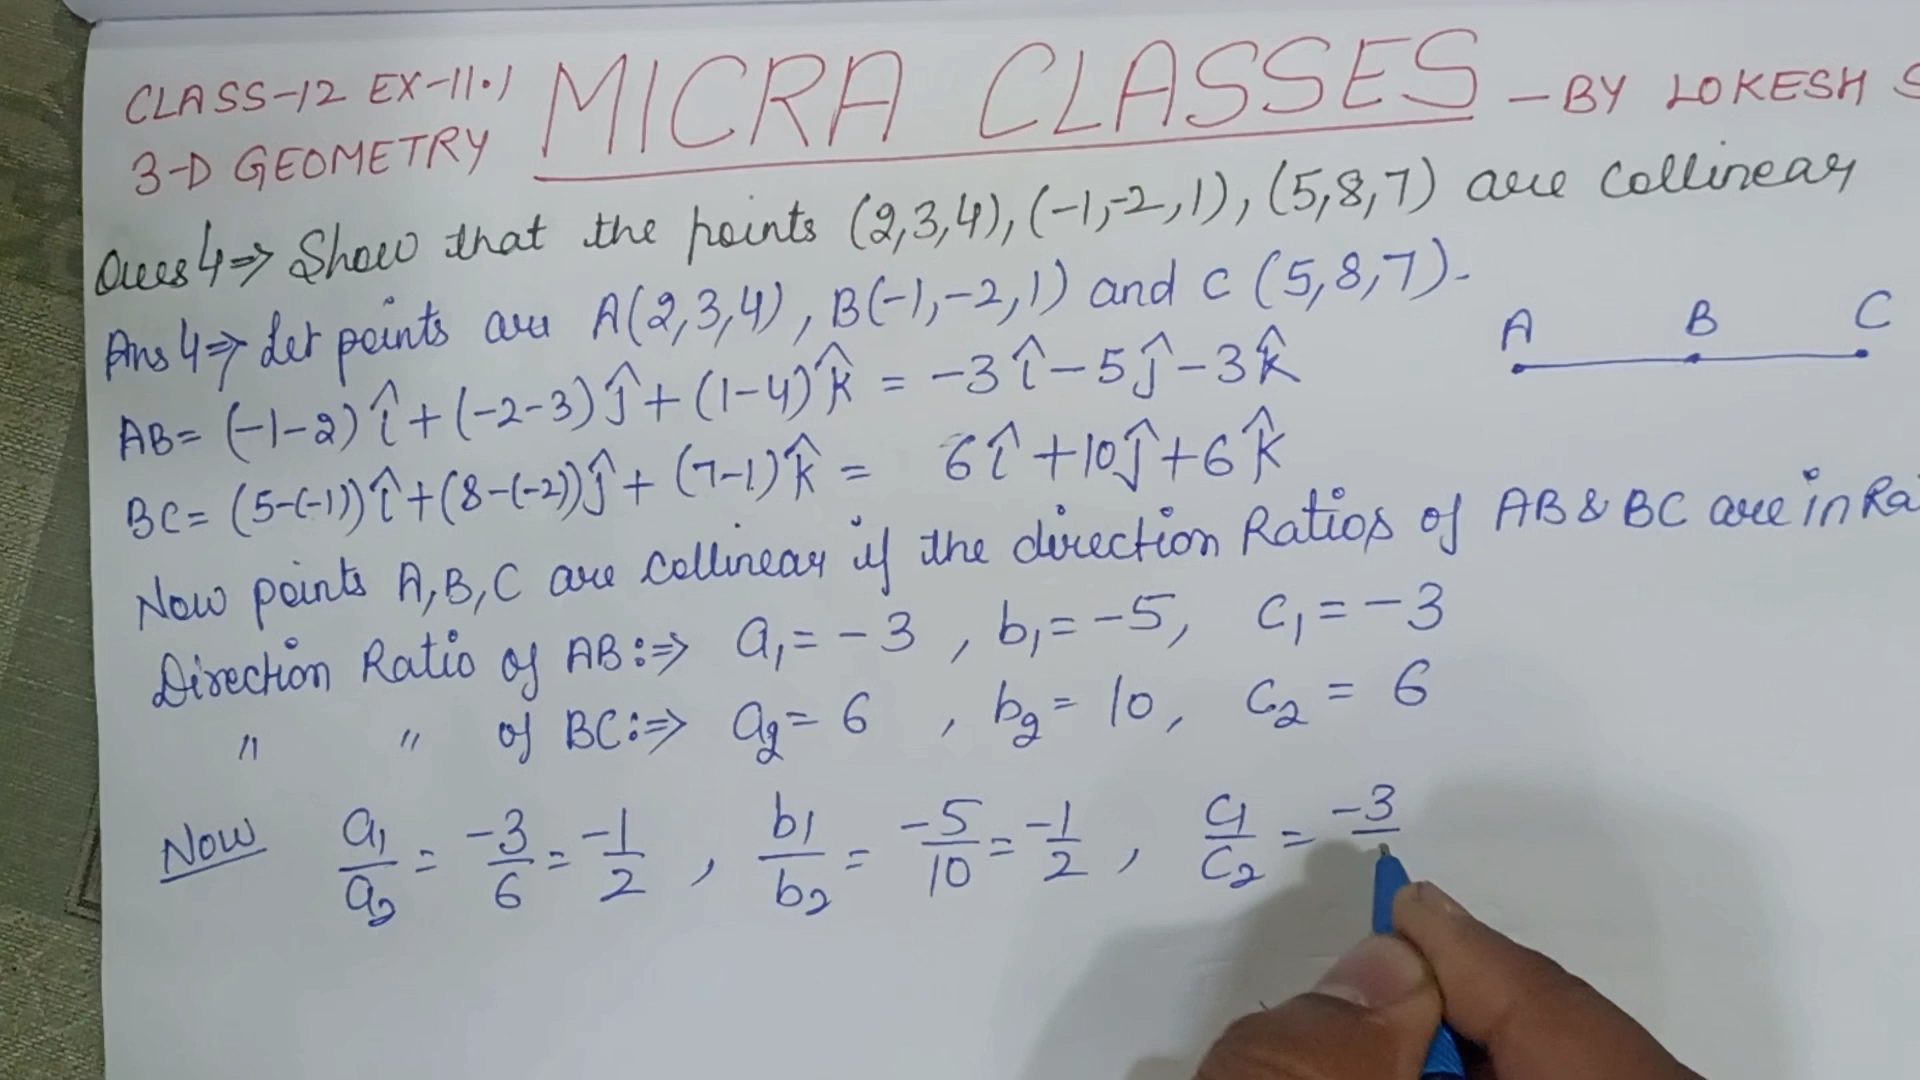 CLASS-12 EX-11.1 MICRA CLASSES - BY LOKESH S
3-D GEOMETRY
Ques 4⇒ Show that the points (2,3,4), (-1,-2,1), (5,8,7) are collinear
Ans 4⇒ Let points are A(2,3,4), B(-1,-2,1) and C (5,8,7).
A B C
AB = (-1-2)î + (-2-3)ĵ + (1-4)k̂ = -3î - 5ĵ - 3k̂
BC = (5-(-1))î + (8-(-2))ĵ + (7-1)k̂ = 6î + 10ĵ + 6k̂
Now points A, B, C are collinear if the direction Ratios of AB & BC are in Ra
Direction Ratio of AB :⇒ a₁ = -3, b₁ = -5, c₁ = -3
" " of BC :⇒ a₂ = 6, b₂ = 10, c₂ = 6
Now a₁/a₂ = -3/6 = -1/2, b₁/b₂ = -5/10 = -1/2, c₁/c₂ = -3/